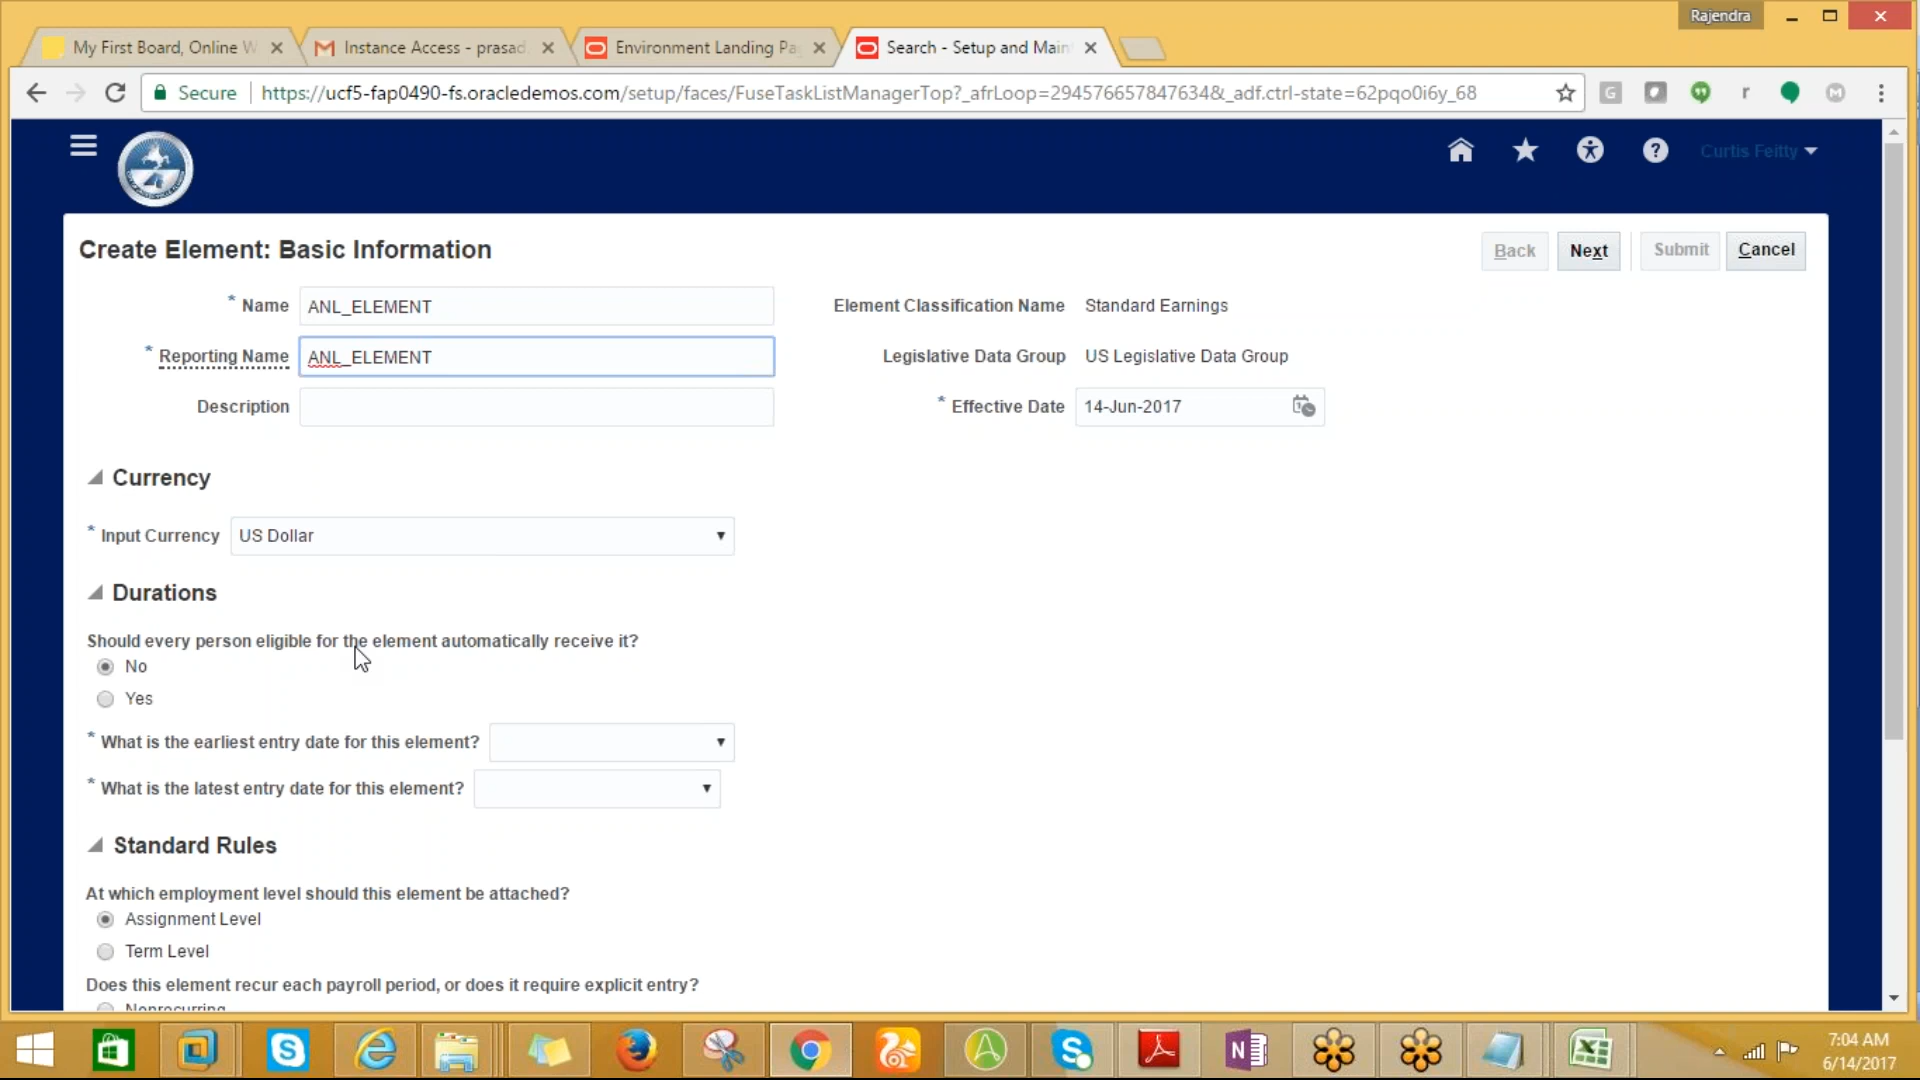 Rajendra
My First Board, Online W
Instance Access - prasad
Environment Landing Pa
Search - Setup and Main
Secure https://ucf5-fap0490-fs.oracledemos.com/setup/faces/FuseTaskListManagerTop?_afrLoop=294576657847634&_adf.ctrl-state=62pqo0i6y_68
Curtis Feitty
Create Element: Basic Information
Back Next Submit Cancel
* Name ANL_ELEMENT
Element Classification Name Standard Earnings
* Reporting Name ANL_ELEMENT
Legislative Data Group US Legislative Data Group
Description
* Effective Date 14-Jun-2017
Currency
* Input Currency US Dollar
Durations
Should every person eligible for the element automatically receive it?
No
Yes
* What is the earliest entry date for this element?
* What is the latest entry date for this element?
Standard Rules
At which employment level should this element be attached?
Assignment Level
Term Level
Does this element recur each payroll period, or does it require explicit entry?
Nonrecurring
7:04 AM
6/14/2017